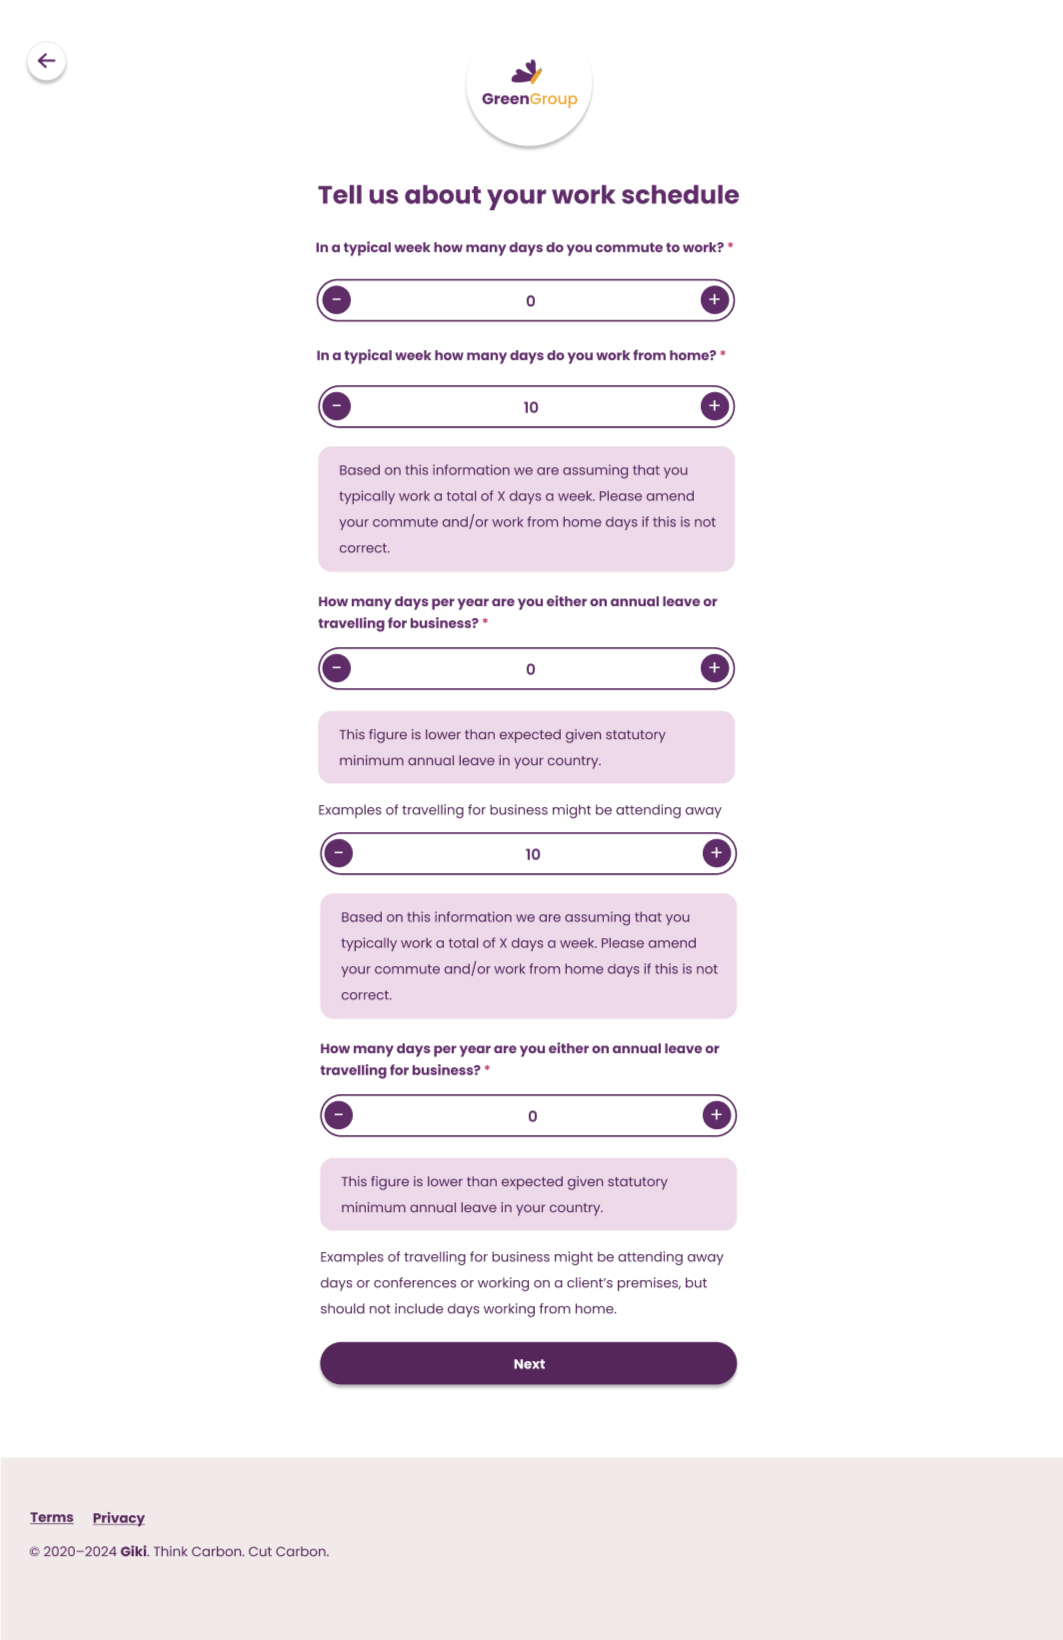 GreenGroup
Tell us about your work schedule
In a typical week how many days do you commute to work? *
- 0 +
In a typical week how many days do you work from home? *
- 10 +
Based on this information we are assuming that you
typically work a total of X days a week. Please amend
your commute and/or work from home days if this is not
correct.
How many days per year are you either on annual leave or
travelling for business? *
- 0 +
This figure is lower than expected given statutory
minimum annual leave in your country.
Examples of travelling for business might be attending away
- 10 +
Based on this information we are assuming that you
typically work a total of X days a week. Please amend
your commute and/or work from home days if this is not
correct.
How many days per year are you either on annual leave or
travelling for business? *
- 0 +
This figure is lower than expected given statutory
minimum annual leave in your country.
Examples of travelling for business might be attending away
days or conferences or working on a client's premises, but
should not include days working from home.
Next
Terms Privacy
© 2020–2024 Giki. Think Carbon. Cut Carbon.